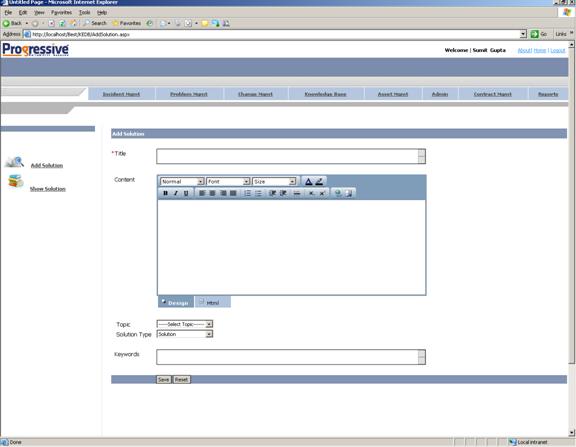 Untitled Page - Microsoft Internet Explorer
File Edit View Favorites Tools Help
Back Search Favorites
Address http://localhost/Best/KEDB/AddSolution.aspx Go Links »
Progressive
Welcome | Sumit Gupta About| Home | Logout
Incident Mgmt Problem Mgmt Change Mgmt Knowledge Base Asset Mgmt Admin Contract Mgmt Reports
Add Solution
Add Solution
Show Solution
*Title
Content
Normal Font Size
B I U
Design Html
Topic -----Select Topic-----
Solution Type Solution
Keywords
Save Reset
Done Local intranet